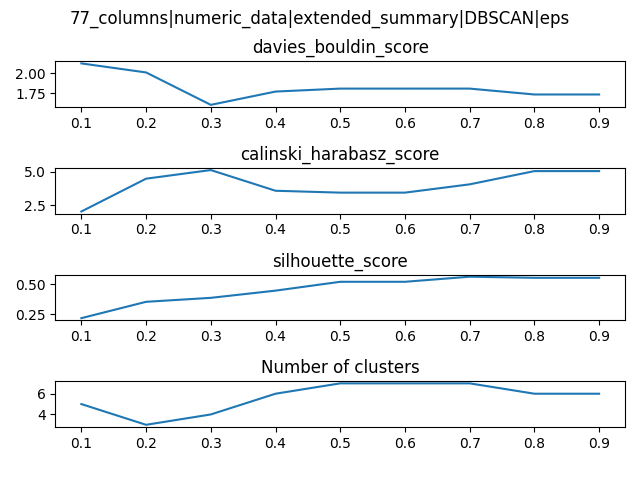 77_columns|numeric_data|extended_summary|DBSCAN|eps
davies_bouldin_score
2.00
1.75
0.1 0.2 0.3 0.4 0.5 0.6 0.7 0.8 0.9
calinski_harabasz_score
5.0
2.5
0.1 0.2 0.3 0.4 0.5 0.6 0.7 0.8 0.9
silhouette_score
0.50
0.25
0.1 0.2 0.3 0.4 0.5 0.6 0.7 0.8 0.9
Number of clusters
6
4
0.1 0.2 0.3 0.4 0.5 0.6 0.7 0.8 0.9